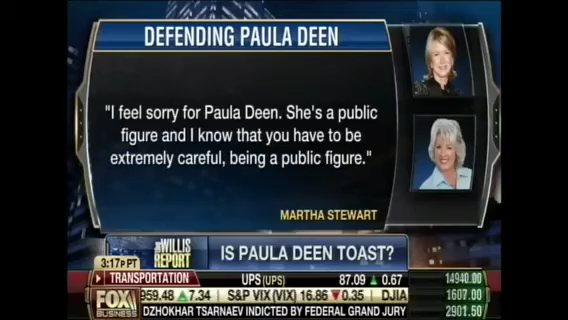 DEFENDING PAULA DEEN
"I feel sorry for Paula Deen. She's a public
figure and I know that you have to be
extremely careful, being a public figure."
MARTHA STEWART
WILLIS
REPORT
IS PAULA DEEN TOAST?
3:17P PT
TRANSPORTATION
UPS (UPS) 87.09 ▲ 0.67
14940.00
FOX
BUSINESS
959.48 ▲ 7.34 S&P VIX (VIX) 16.86 ▼ 0.35 DJIA
1607.00
DZHOKHAR TSARNAEV INDICTED BY FEDERAL GRAND JURY
2901.50